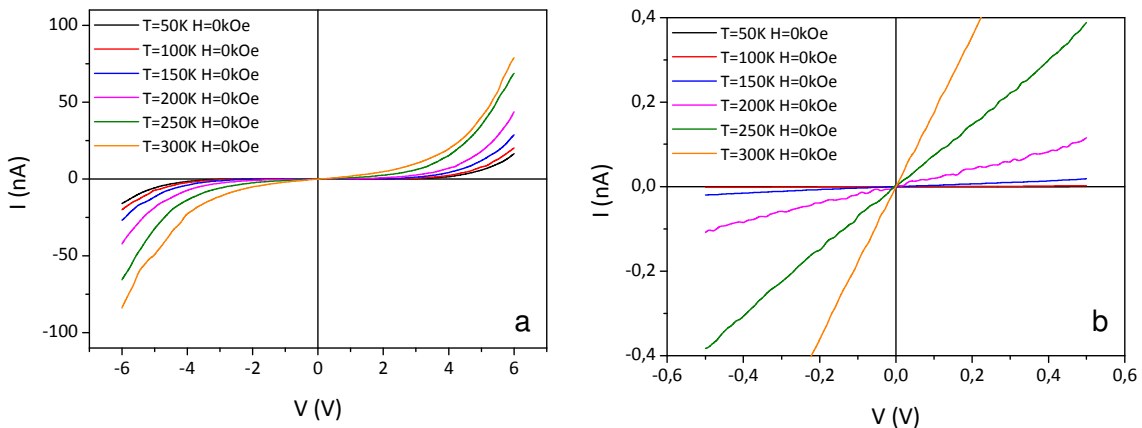 100
50
0
-50
-100
I (nA)
T=50K H=0kOe
T=100K H=0kOe
T=150K H=0kOe
T=200K H=0kOe
T=250K H=0kOe
T=300K H=0kOe
a
-6 -4 -2 0 2 4 6
V (V)
0,4
0,2
0,0
-0,2
-0,4
I (nA)
T=50K H=0kOe
T=100K H=0kOe
T=150K H=0kOe
T=200K H=0kOe
T=250K H=0kOe
T=300K H=0kOe
b
-0,6 -0,4 -0,2 0,0 0,2 0,4 0,6
V (V)